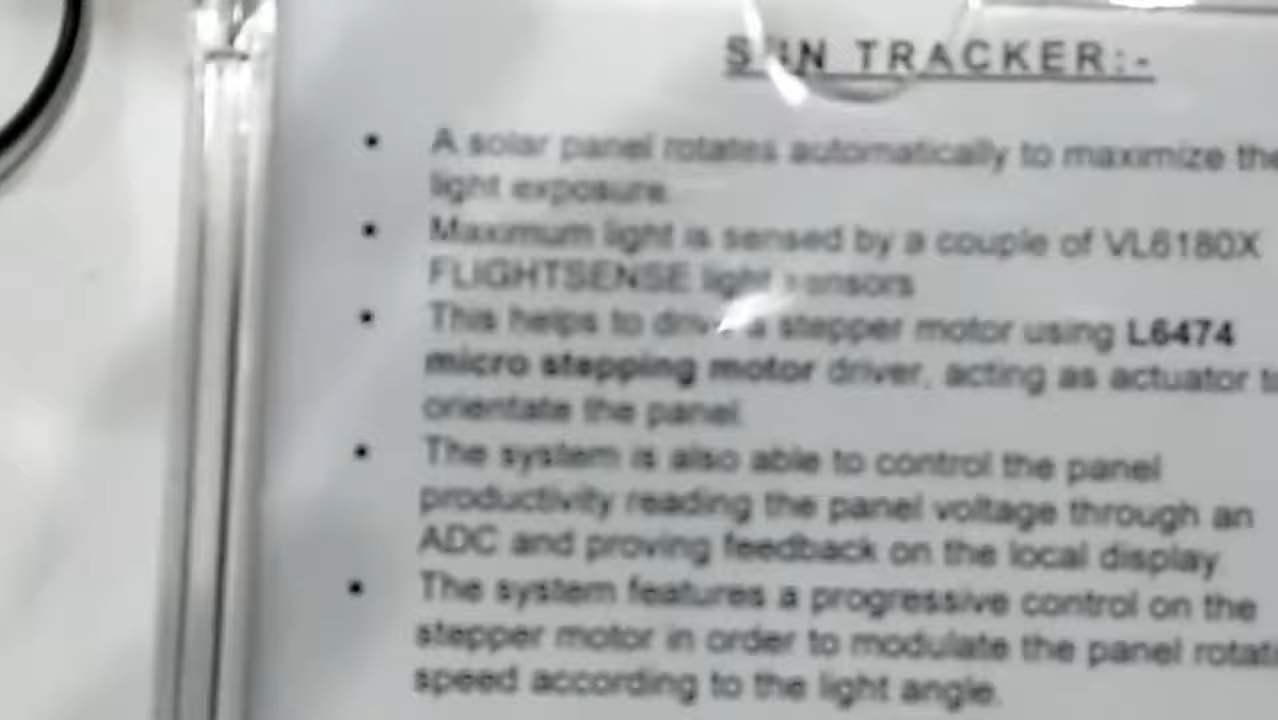 SUN TRACKER:-
• A solar panel rotates automatically to maximize the
light exposure.
• Maximum light is sensed by a couple of VL6180X
FLIGHTSENSE light sensors
• This helps to drive a stepper motor using L6474
micro stepping motor driver, acting as actuator to
orientate the panel.
• The system is also able to control the panel
productivity reading the panel voltage through an
ADC and proving feedback on the local display.
• The system features a progressive control on the
stepper motor in order to modulate the panel rotati
speed according to the light angle.